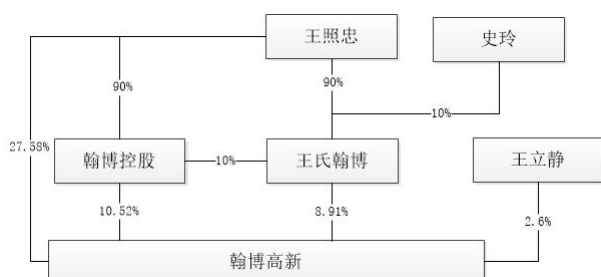 王照忠
史玲
90%
90%
10%
27.58%
翰博控股
10%
王氏翰博
王立静
10.52%
8.91%
2.6%
翰博高新